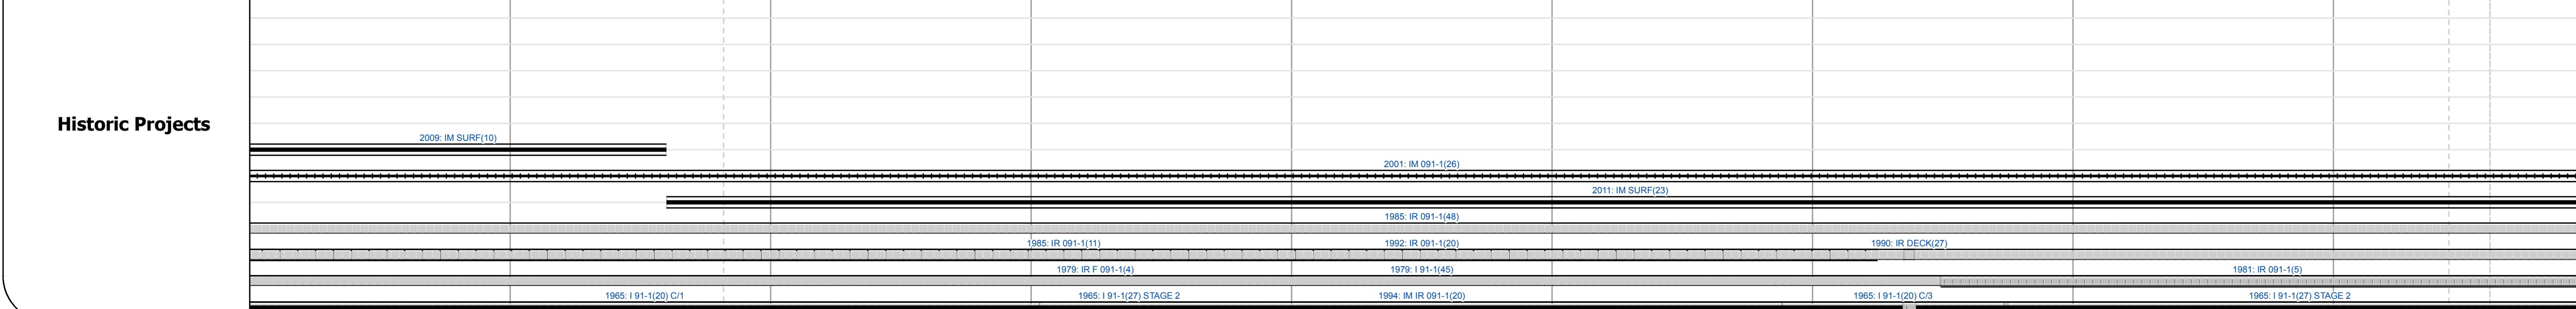 Historic Projects
2009: IM SURF(10)
2001: IM 091-1(26)
2011: IM SURF(23)
1985: IR 091-1(48)
1985: IR 091-1(11) 1992: IR 091-1(20) 1990: IR DECK(27)
1979: IR F 091-1(4) 1979: I 91-1(45) 1981: IR 091-1(5)
1965: I 91-1(20) C/1 1965: I 91-1(27) STAGE 2 1994: IM IR 091-1(20) 1965: I 91-1(20) C/3 1965: I 91-1(27) STAGE 2